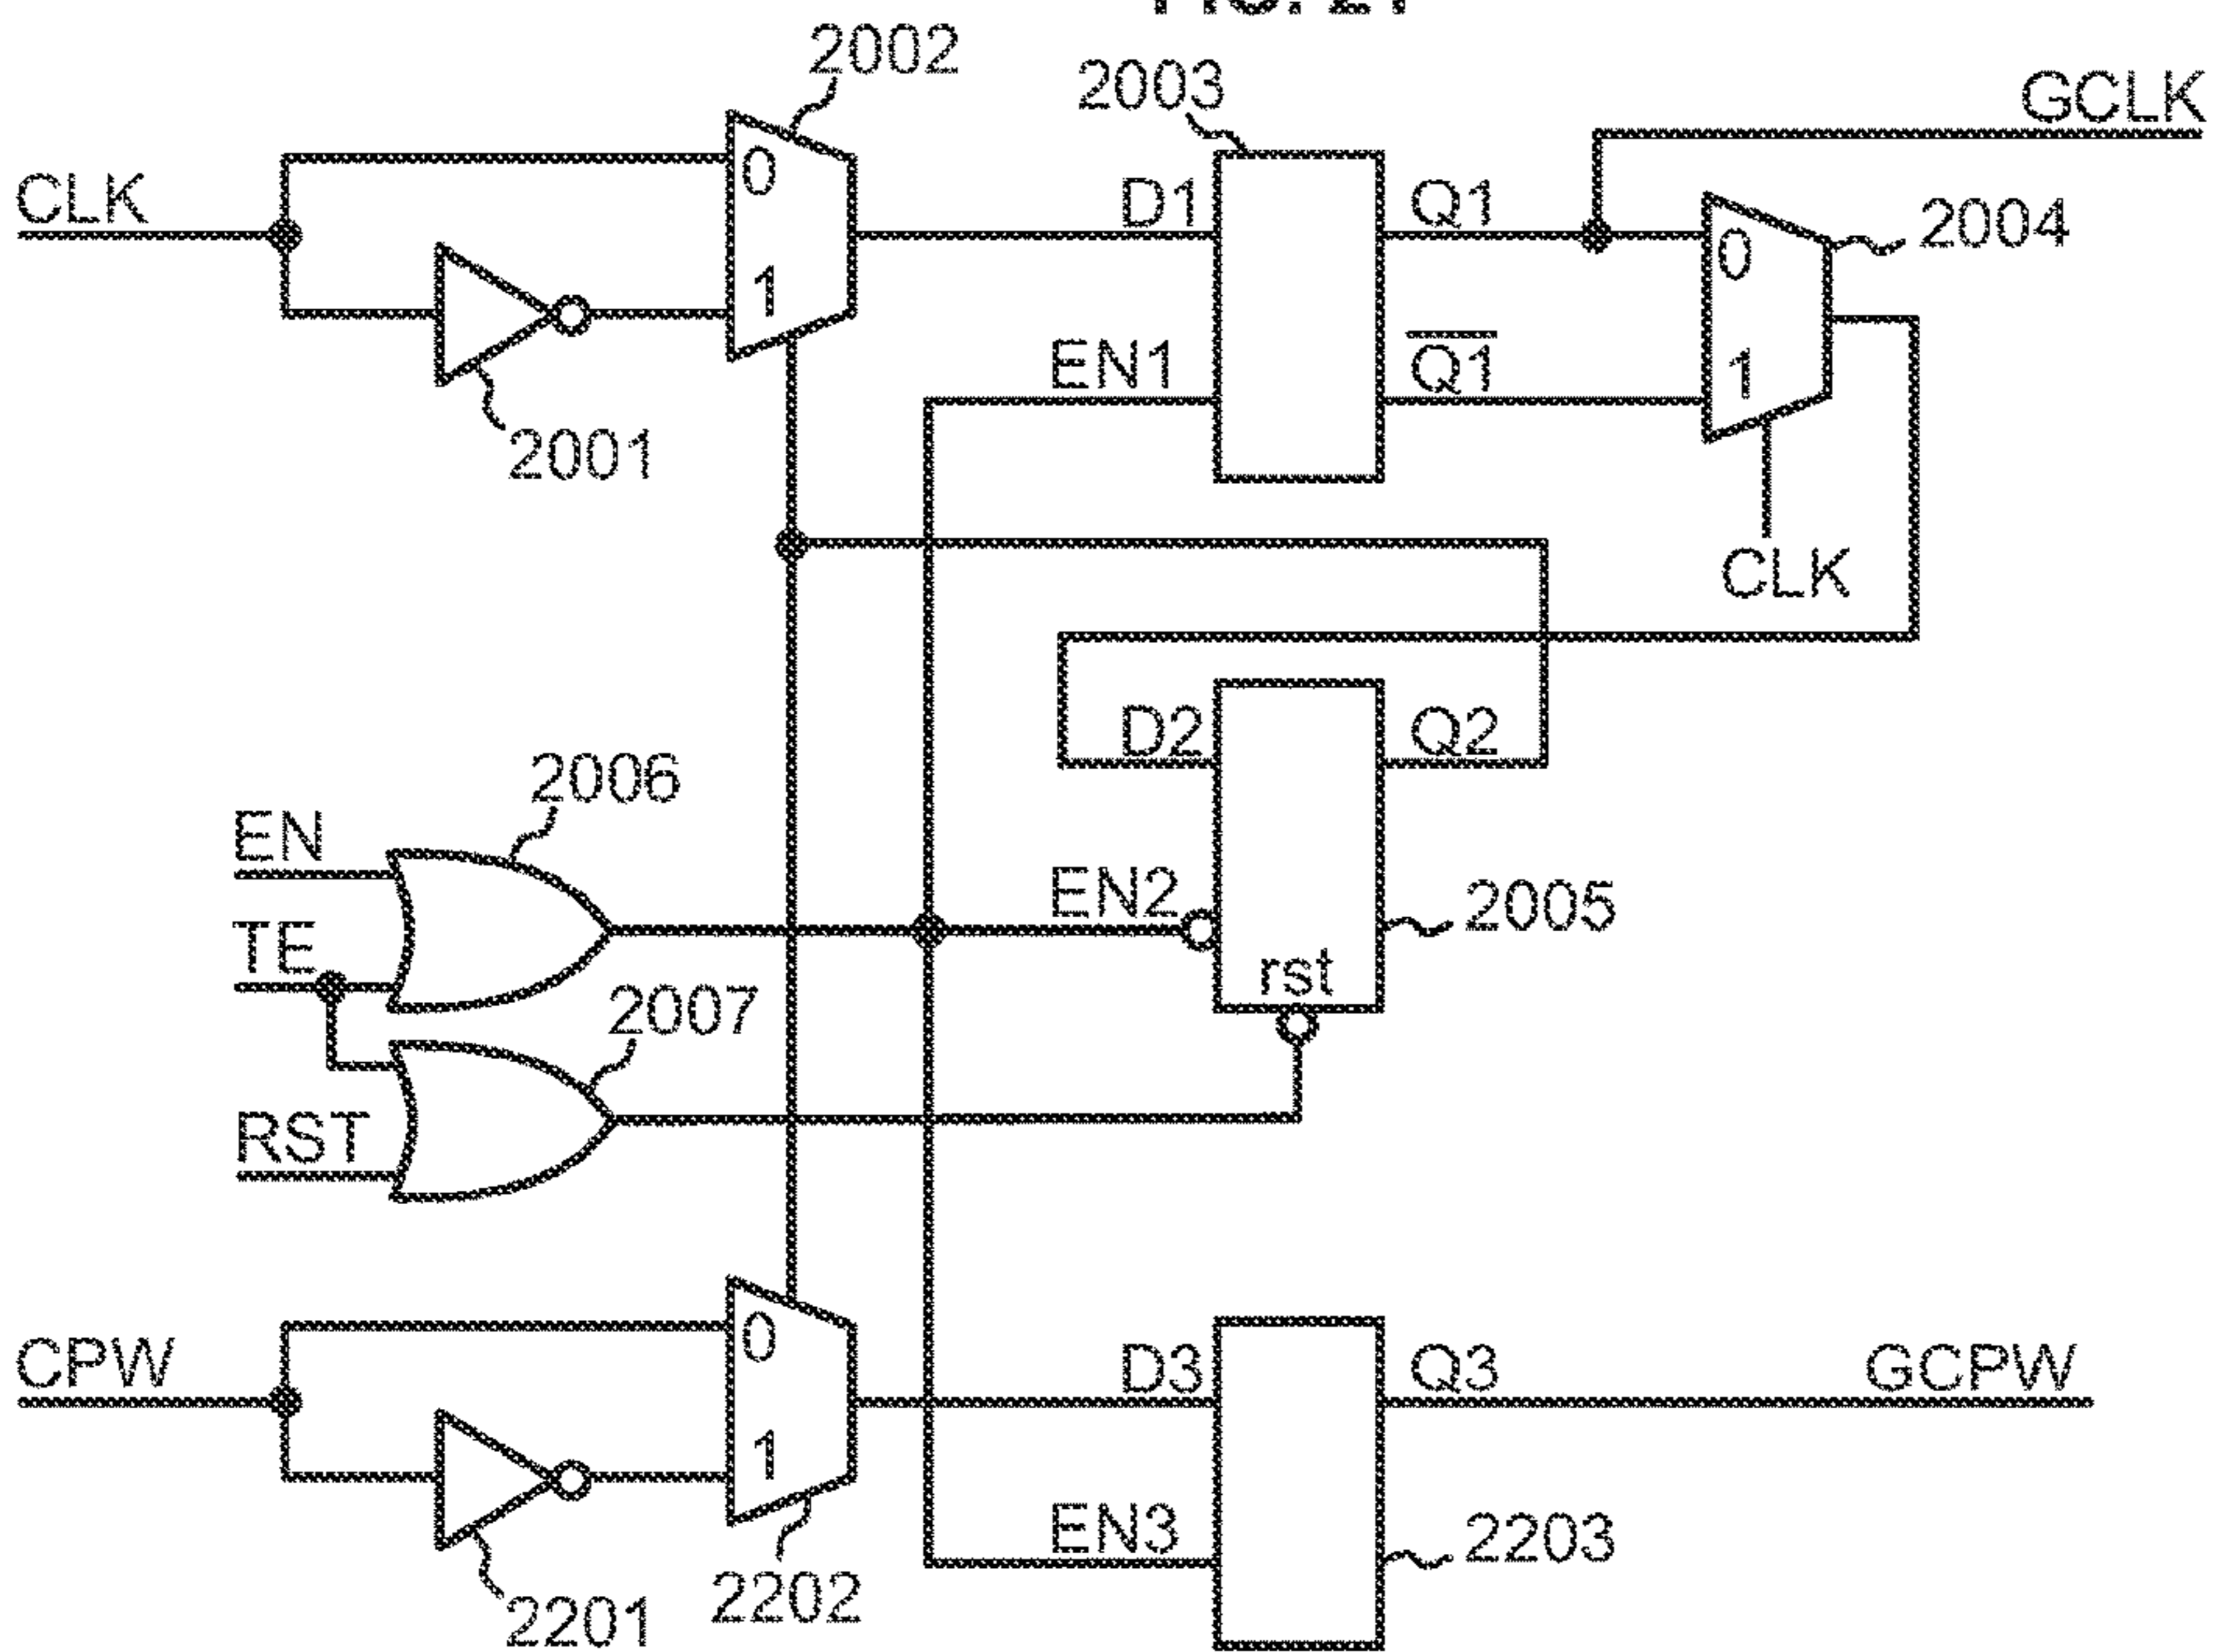 2002
2003
GCLK
CLK
0
D1
Q1
0
2004
1
EN1
Q1
1
2001
CLK
D2
Q2
2006
EN
EN2
2005
TE
rst
2007
RST
0
CPW
D3
Q3
GCPW
1
EN3
2203
2202
2201